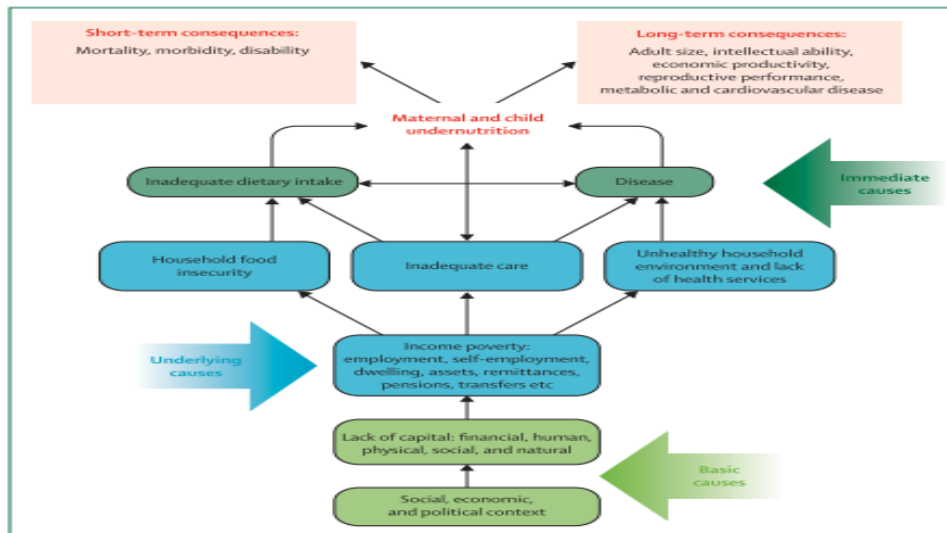 Short-term consequences:
Mortality, morbidity, disability
Long-term consequences:
Adult size, intellectual ability,
economic productivity,
reproductive performance,
metabolic and cardiovascular disease
Maternal and child
undernutrition
Inadequate dietary intake
Disease
Immediate
causes
Household food
insecurity
Inadequate care
Unhealthy household
environment and lack
of health services
Underlying
causes
Income poverty:
employment, self-employment,
dwelling, assets, remittances,
pensions, transfers etc
Lack of capital: financial, human,
physical, social, and natural
Basic
causes
Social, economic,
and political context